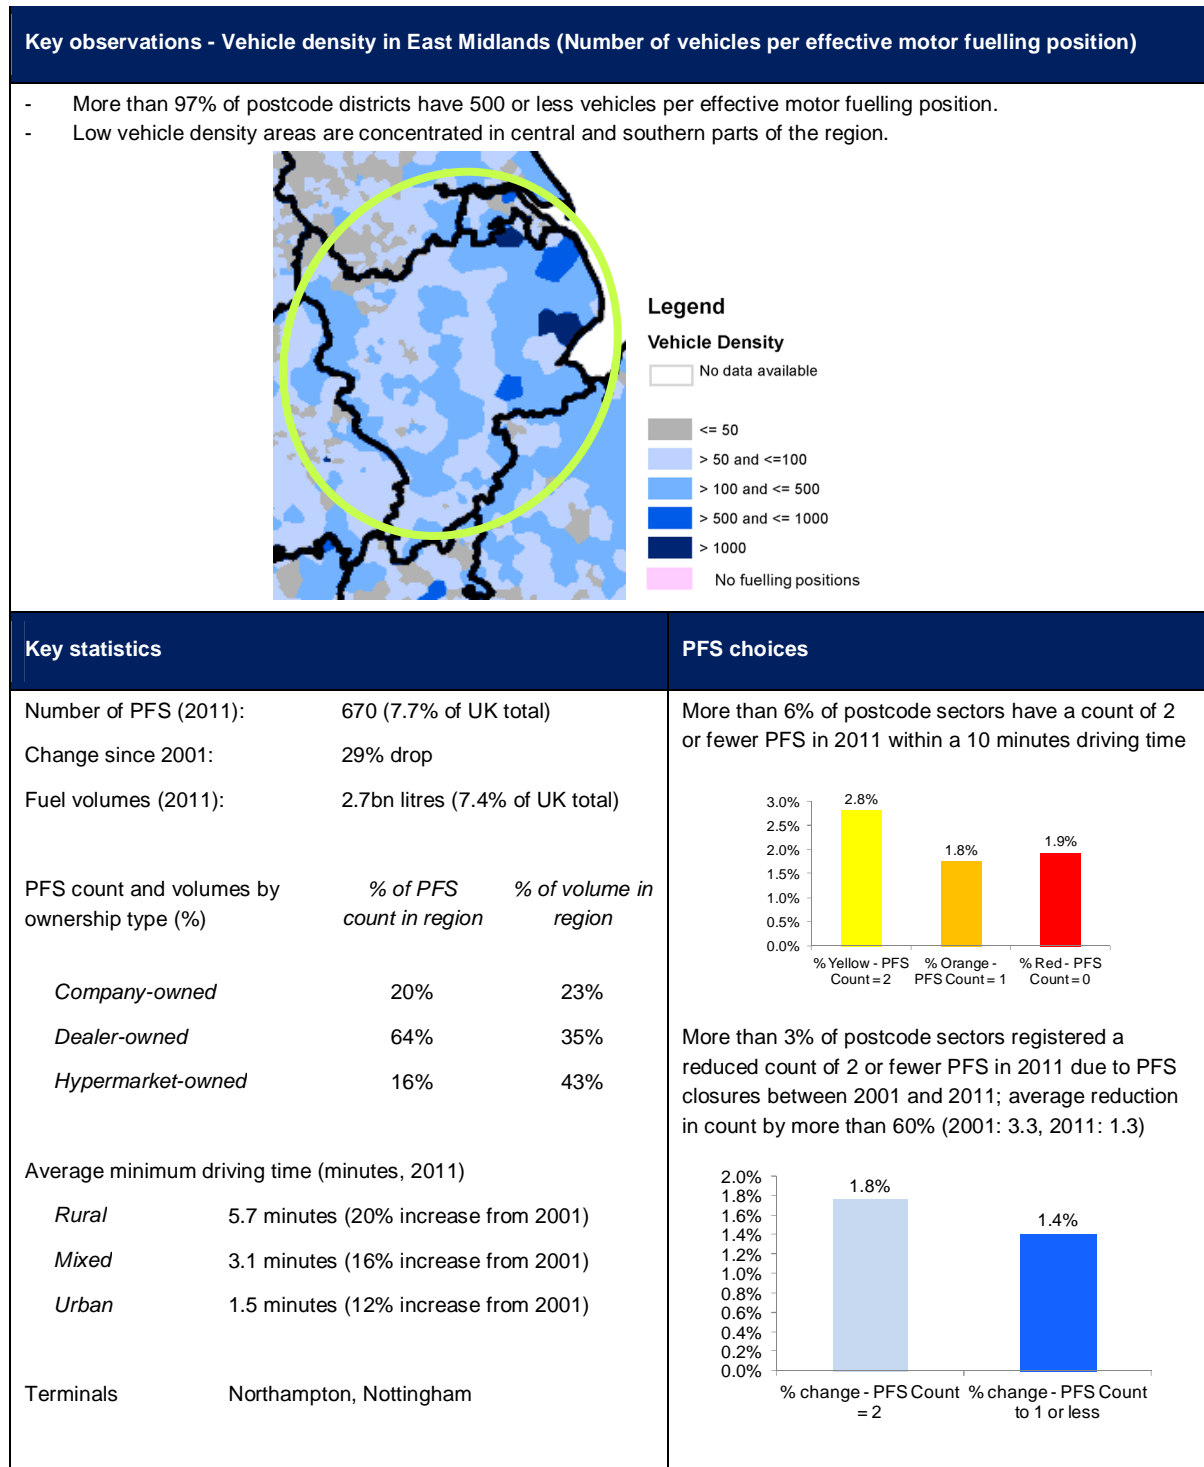 Key observations - Vehicle density in East Midlands (Number of vehicles per effective motor fuelling position)
- More than 97% of postcode districts have 500 or less vehicles per effective motor fuelling position.
- Low vehicle density areas are concentrated in central and southern parts of the region.
Legend
Vehicle Density
No data available
<= 50
> 50 and <=100
> 100 and <= 500
> 500 and <= 1000
> 1000
No fuelling positions
Key statistics
Number of PFS (2011): 670 (7.7% of UK total)
Change since 2001: 29% drop
Fuel volumes (2011): 2.7bn litres (7.4% of UK total)
PFS count and volumes by % of PFS % of volume in
ownership type (%) count in region region
Company-owned 20% 23%
Dealer-owned 64% 35%
Hypermarket-owned 16% 43%
Average minimum driving time (minutes, 2011)
Rural 5.7 minutes (20% increase from 2001)
Mixed 3.1 minutes (16% increase from 2001)
Urban 1.5 minutes (12% increase from 2001)
Terminals Northampton, Nottingham
PFS choices
More than 6% of postcode sectors have a count of 2
or fewer PFS in 2011 within a 10 minutes driving time
3.0%
2.5%
2.0%
1.5%
1.0%
0.5%
0.0%
2.8%
1.8%
1.9%
% Yellow - PFS
Count = 2
% Orange -
PFS Count = 1
% Red - PFS
Count = 0
More than 3% of postcode sectors registered a
reduced count of 2 or fewer PFS in 2011 due to PFS
closures between 2001 and 2011; average reduction
in count by more than 60% (2001: 3.3, 2011: 1.3)
2.0%
1.8%
1.6%
1.4%
1.2%
1.0%
0.8%
0.6%
0.4%
0.2%
0.0%
1.8%
1.4%
% change - PFS Count
= 2
% change - PFS Count
to 1 or less